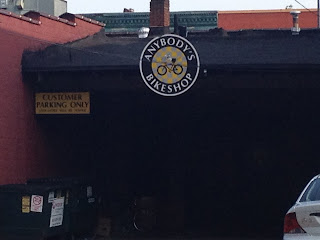 ANYBODY'S
BIKESHOP
CUSTOMER
PARKING ONLY